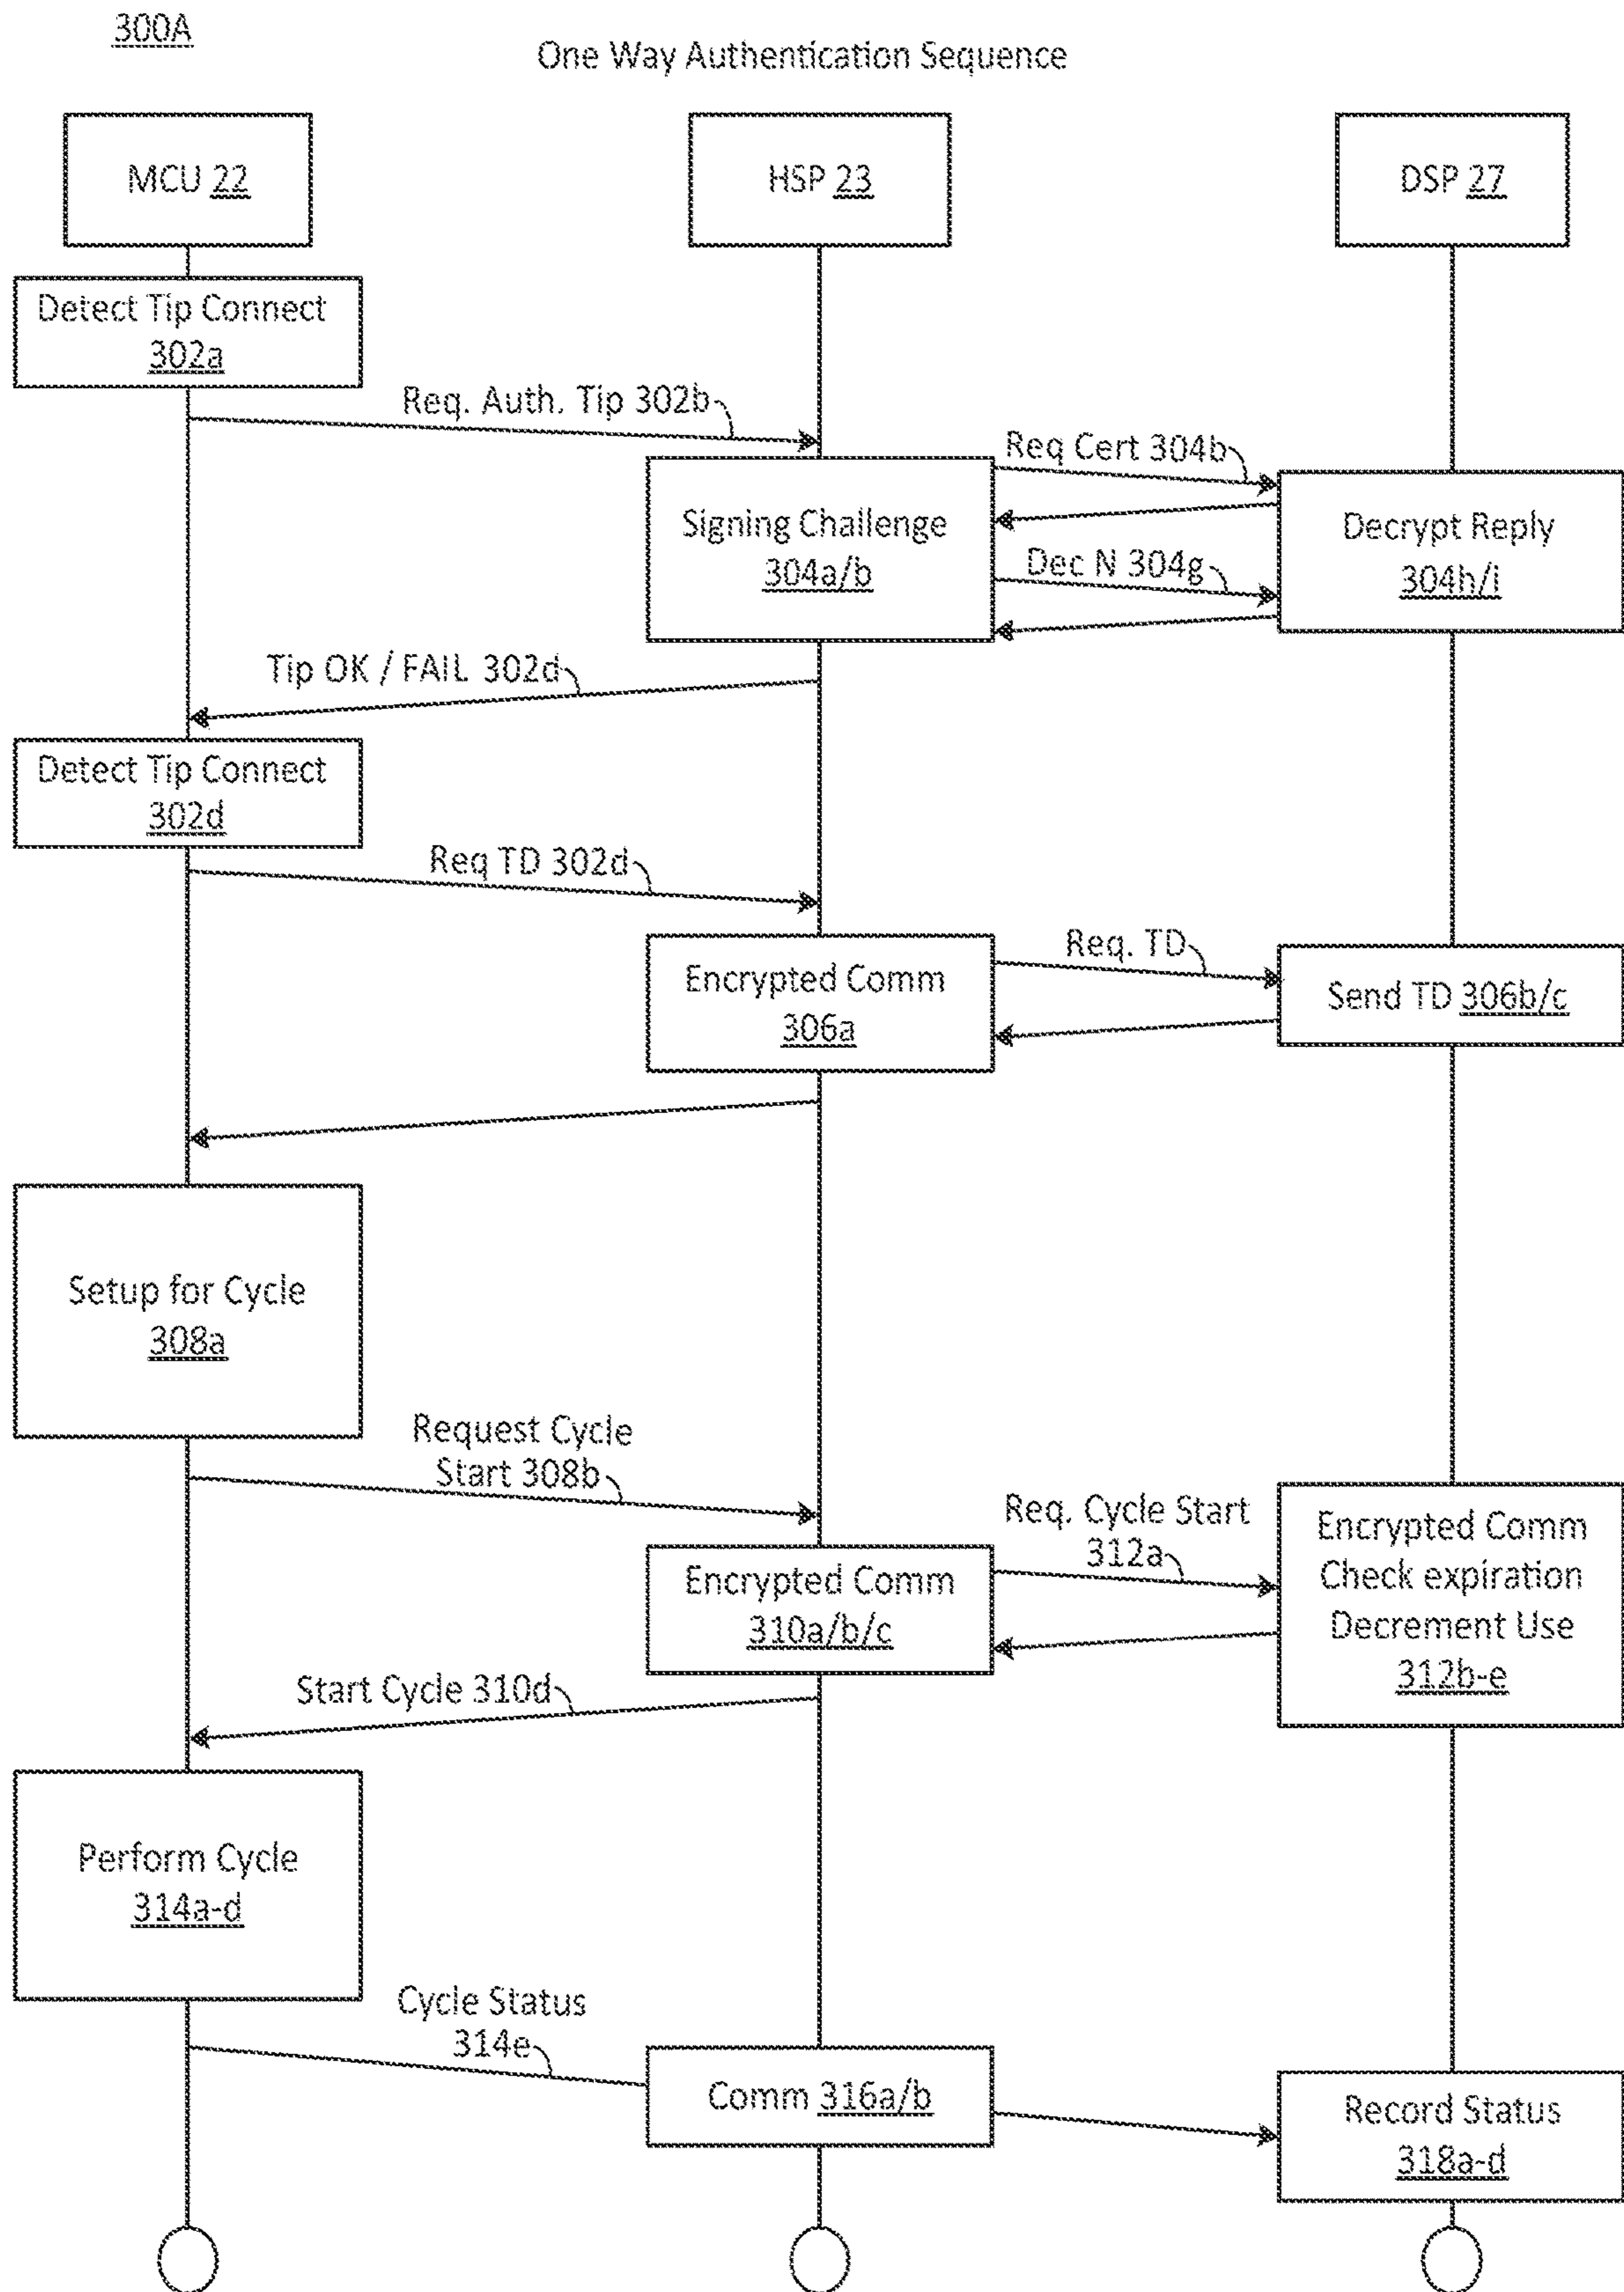 300A
One Way Authentication Sequence
MCU 22
HSP 23
DSP 27
Detect Tip Connect
302a
Req. Auth. Tip 302b
Req Cert 304b
Signing Challenge
304a/b
Decrypt Reply
304h/i
Dec N 304g
Tip OK / FAIL 302d
Detect Tip Connect
302d
Req TD 302d
Encrypted Comm
306a
Req. TD
Send TD 306b/c
Setup for Cycle
308a
Request Cycle
Start 308b
Req. Cycle Start
312a
Encrypted Comm
310a/b/c
Encrypted Comm
Check expiration
Decrement Use
312b-e
Start Cycle 310d
Perform Cycle
314a-d
Cycle Status
314e
Comm 316a/b
Record Status
318a-d